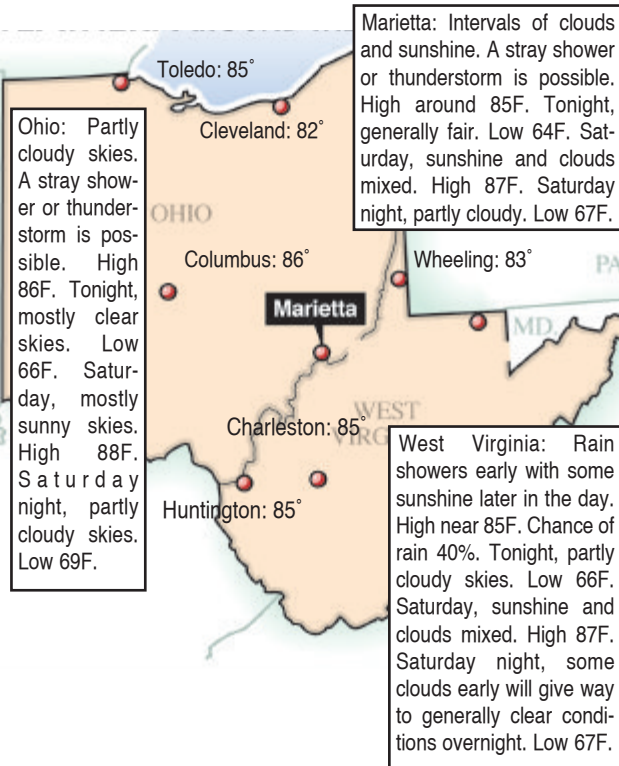 Marietta: Intervals of clouds
and sunshine. A stray shower
or thunderstorm is possible.
High around 85F. Tonight,
generally fair. Low 64F. Sat-
urday, sunshine and clouds
mixed. High 87F. Saturday
night, partly cloudy. Low 67F.
Toledo: 85°
Cleveland: 82°
Ohio: Partly
cloudy skies.
A stray show-
er or thunder-
storm is pos-
sible. High
86F. Tonight,
mostly clear
skies. Low
66F. Satur-
day, mostly
sunny skies.
High 88F.
Saturday
night, partly
cloudy skies.
Low 69F.
OHIO
Columbus: 86°
Wheeling: 83°
PA
Marietta
MD.
WEST
VIRG
Charleston: 85°
Huntington: 85°
West Virginia: Rain
showers early with some
sunshine later in the day.
High near 85F. Chance of
rain 40%. Tonight, partly
cloudy skies. Low 66F.
Saturday, sunshine and
clouds mixed. High 87F.
Saturday night, some
clouds early will give way
to generally clear condi-
tions overnight. Low 67F.